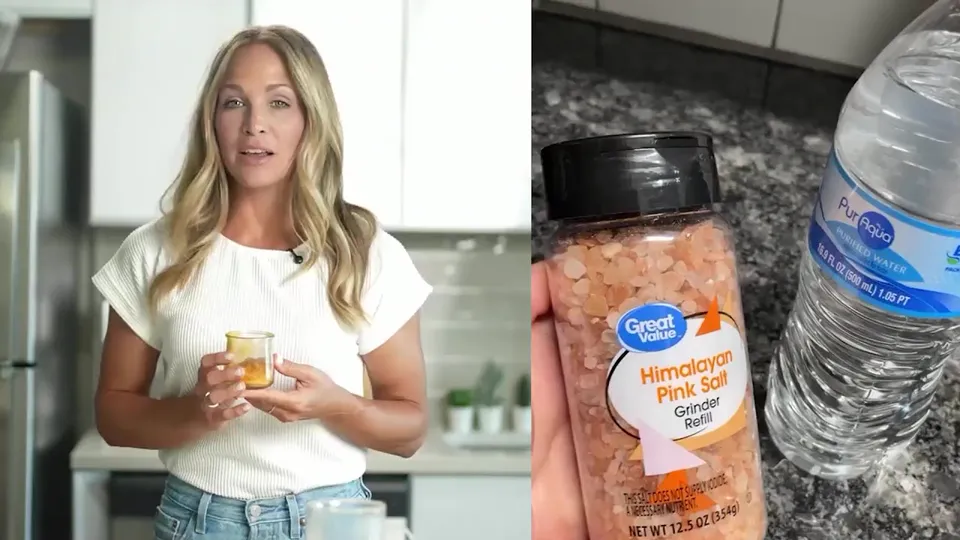 Great
Value
Himalayan
Pink Salt
Grinder
Refill
THIS SALT DOES NOT SUPPLY IODIDE,
A NECESSARY NUTRIENT.
NET WT 12.5 OZ (354g)
PurAqua
PURIFIED WATER
16.9 FL OZ (500 mL) 1.05 PT